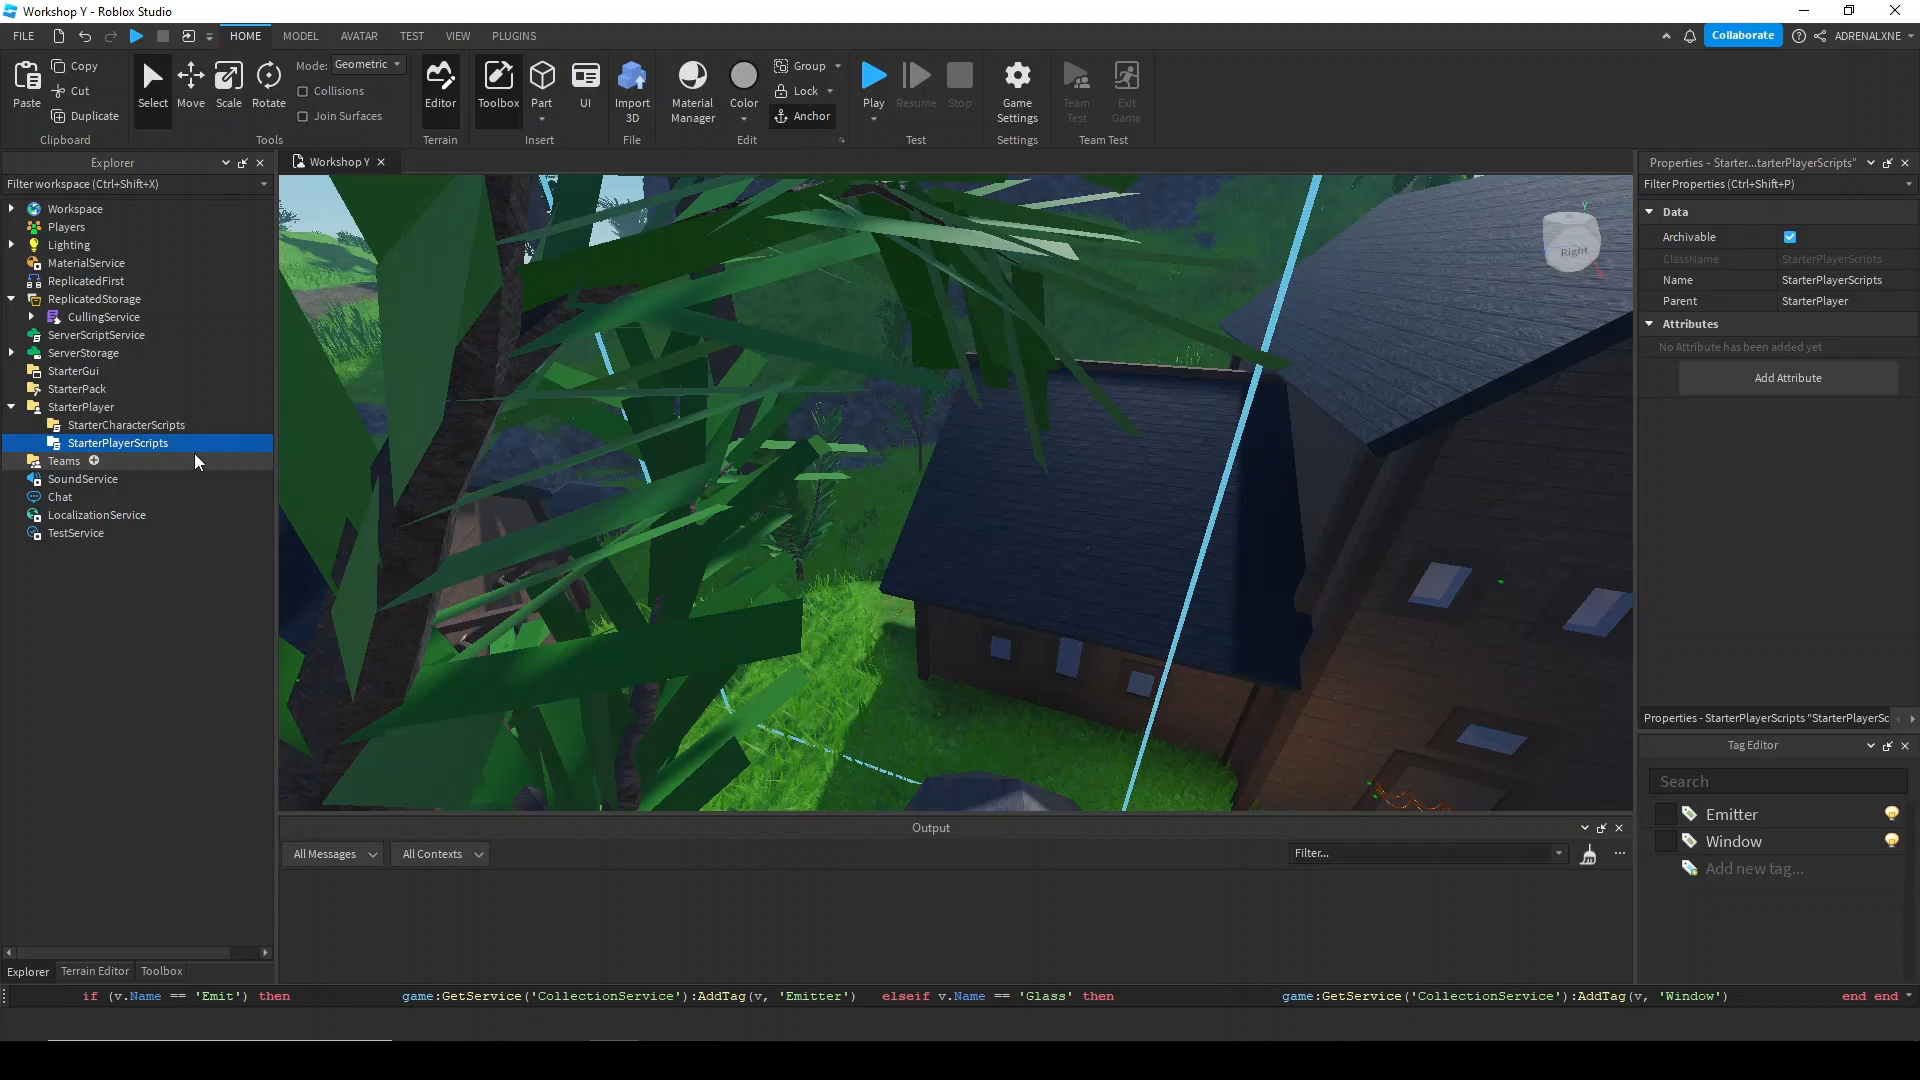 Workshop Y - Roblox Studio
FILE HOME MODEL AVATAR TEST VIEW PLUGINS Collaborate ADRENALXNE
Paste Copy Cut Duplicate Clipboard
Select Move Scale Rotate Mode: Geometric Collisions Join Surfaces Tools
Editor Terrain
Toolbox Part UI Insert
Import 3D File
Material Manager Color Group Lock Anchor Edit
Play Resume Stop Test
Game Settings Settings
Team Test Exit Game Team Test
Explorer
Filter workspace (Ctrl+Shift+X)
Workspace
Players
Lighting
MaterialService
ReplicatedFirst
ReplicatedStorage
CullingService
ServerScriptService
ServerStorage
StarterGui
StarterPack
StarterPlayer
StarterCharacterScripts
StarterPlayerScripts
Teams
SoundService
Chat
LocalizationService
TestService
Explorer Terrain Editor Toolbox
Workshop Y
Y
Right
Output
All Messages All Contexts Filter...
Properties - Starter...tarterPlayerScripts"
Filter Properties (Ctrl+Shift+P)
Data
Archivable
ClassName StarterPlayerScripts
Name StarterPlayerScripts
Parent StarterPlayer
Attributes
No Attribute has been added yet
Add Attribute
Properties - StarterPlayerScripts "StarterPlayerSc
Tag Editor
Search
Emitter
Window
Add new tag...
if (v.Name == 'Emit') then game:GetService('CollectionService'):AddTag(v, 'Emitter') elseif v.Name == 'Glass' then game:GetService('CollectionService'):AddTag(v, 'Window') end end